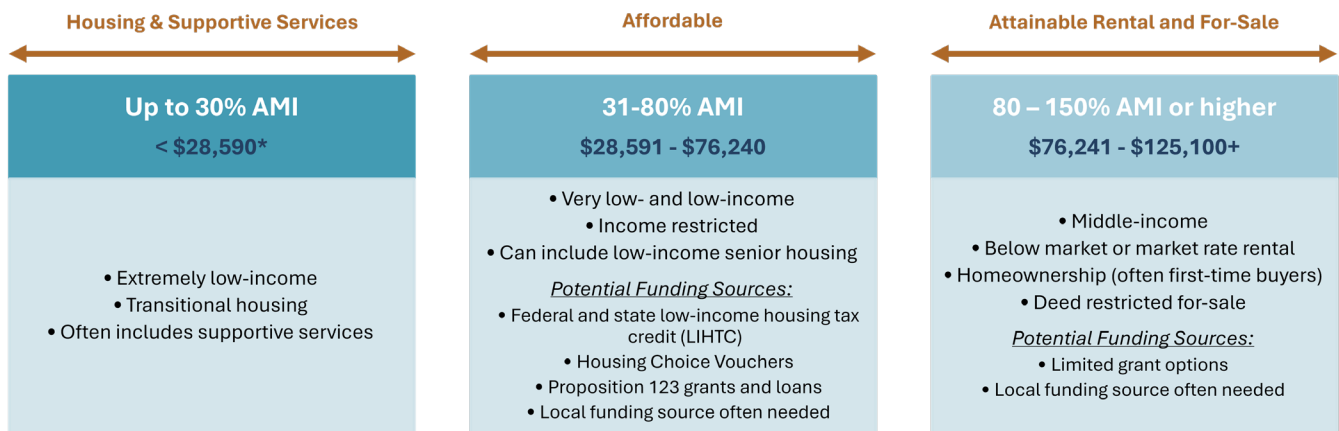 Housing & Supportive Services
Up to 30% AMI
< $28,590*
• Extremely low-income
• Transitional housing
• Often includes supportive services
Affordable
31-80% AMI
$28,591 - $76,240
• Very low- and low-income
• Income restricted
• Can include low-income senior housing
Potential Funding Sources:
• Federal and state low-income housing tax
credit (LIHTC)
• Housing Choice Vouchers
• Proposition 123 grants and loans
• Local funding source often needed
Attainable Rental and For-Sale
80 – 150% AMI or higher
$76,241 - $125,100+
• Middle-income
• Below market or market rate rental
• Homeownership (often first-time buyers)
• Deed restricted for-sale
Potential Funding Sources:
• Limited grant options
• Local funding source often needed